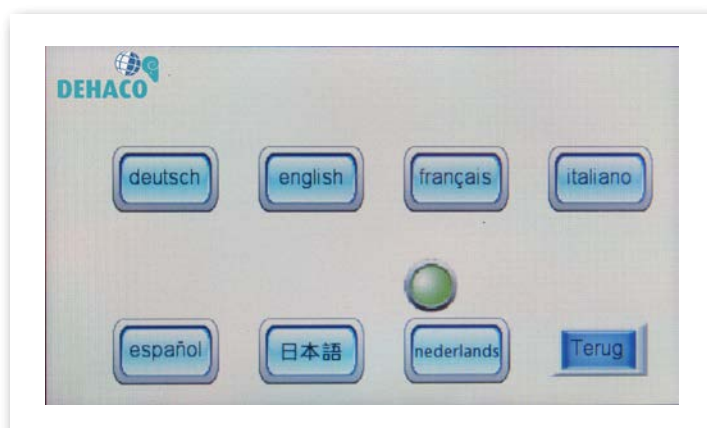 DEHACO
deutsch english français italiano
español 日本語 nederlands Terug